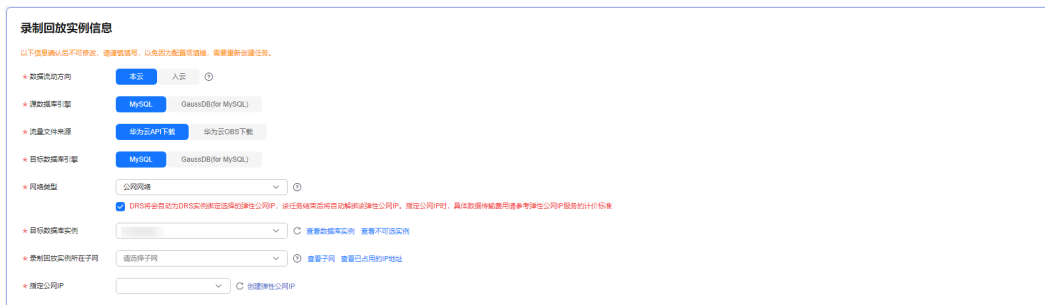 录制回放实例信息
以下信息确认后不可修改，请谨慎填写，以免因为配置项填错，需要重新创建任务。
* 数据流动方向 本云 入云
* 源数据库引擎 MySQL GaussDB(for MySQL)
* 流量文件来源 华为云API下载 华为云OBS下载
* 目标数据库引擎 MySQL GaussDB(for MySQL)
* 网络类型 公网网络
DRS将会自动为DRS实例绑定选择的弹性公网IP，该任务结束后将自动解绑该弹性公网IP。指定公网IP时，具体数据传输费用请参考弹性公网IP服务的计价标准
* 目标数据库实例 查看数据库实例 查看不可选实例
* 录制回放实例所在子网 请选择子网 查看子网 查看已占用的IP地址
* 指定公网IP 创建弹性公网IP